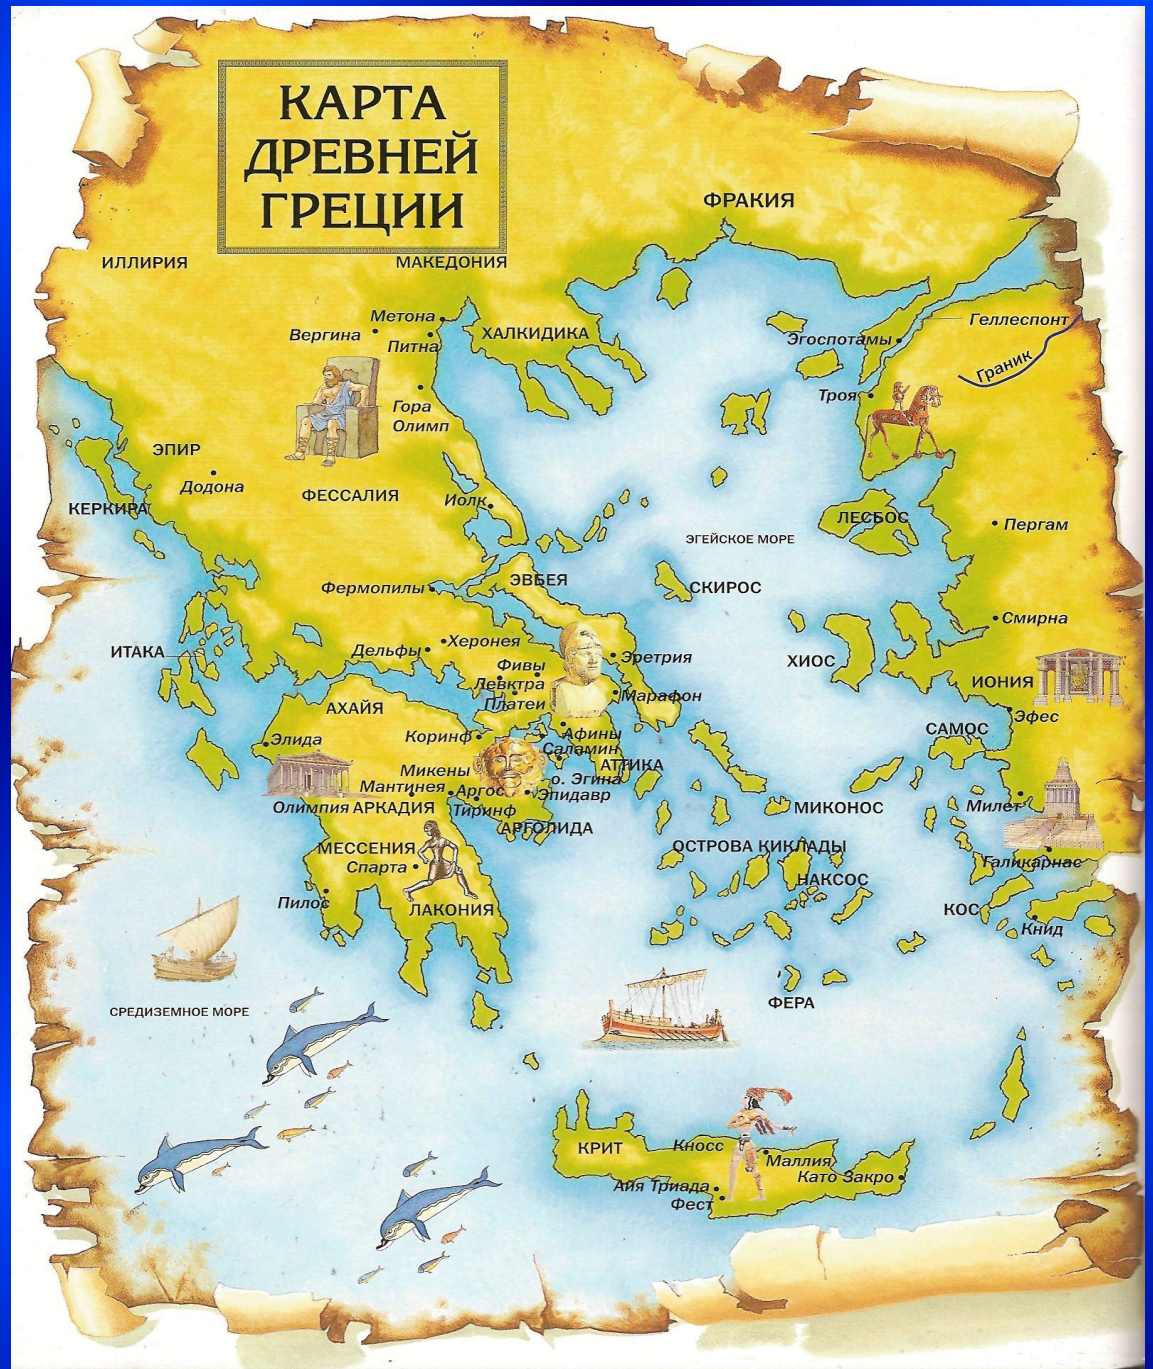 КАРТА
ДРЕВНЕЙ
ГРЕЦИИ
ФРАКИЯ
ИЛЛИРИЯ
МАКЕДОНИЯ
Метона
Вергина
Питна
ХАЛКИДИКА
Геллеспонт
Эгоспотамы
Граник
Троя
Гора
Олимп
ЭПИР
Додона
ФЕССАЛИЯ
Иолк
КЕРКИРА
ЛЕСБОС
Пергам
ЭГЕЙСКОЕ МОРЕ
ЭВБЕЯ
Фермопилы
СКИРОС
Смирна
ИТАКА
Дельфы
Херонея
Эретрия
ХИОС
Фивы
Левктра
Платеи
Марафон
ИОНИЯ
АХАЙЯ
Эфес
Элида
Коринф
Афины
Саламин
САМОС
АТТИКА
Микены
о. Эгина
Мантинея
Аргос
Эпидавр
Олимпия
АРКАДИЯ
Тиринф
МИКОНОС
Милет
АРГОЛИДА
МЕССЕНИЯ
ОСТРОВА КИКЛАДЫ
Спарта
Галикарнас
НАКСОС
Пилос
ЛАКОНИЯ
КОС
Книд
СРЕДИЗЕМНОЕ МОРЕ
ФЕРА
КРИТ
Кносс
Маллия
Като Закро
Айя Триада
Фест